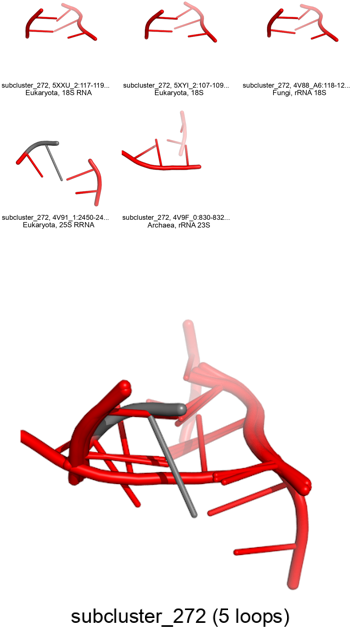 subcluster_272, 5XXU_2:117-119...
Eukaryota, 18S RNA
subcluster_272, 5XYI_2:107-109...
Eukaryota, 18S
subcluster_272, 4V88_A6:118-12...
Fungi, rRNA 18S
subcluster_272, 4V91_1:2450-24...
Eukaryota, 25S RRNA
subcluster_272, 4V9F_0:830-832...
Archaea, rRNA 23S
subcluster_272 (5 loops)